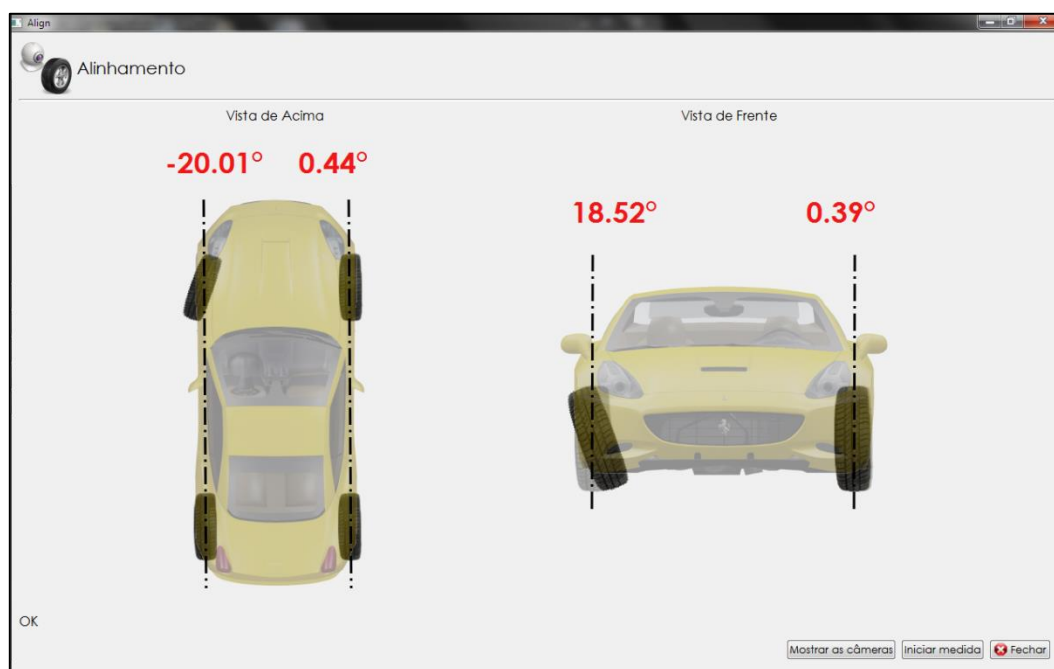 Align
Alinhamento
Vista de Acima
Vista de Frente
-20.01° 0.44°
18.52° 0.39°
OK
Mostrar as câmeras Iniciar medida Fechar